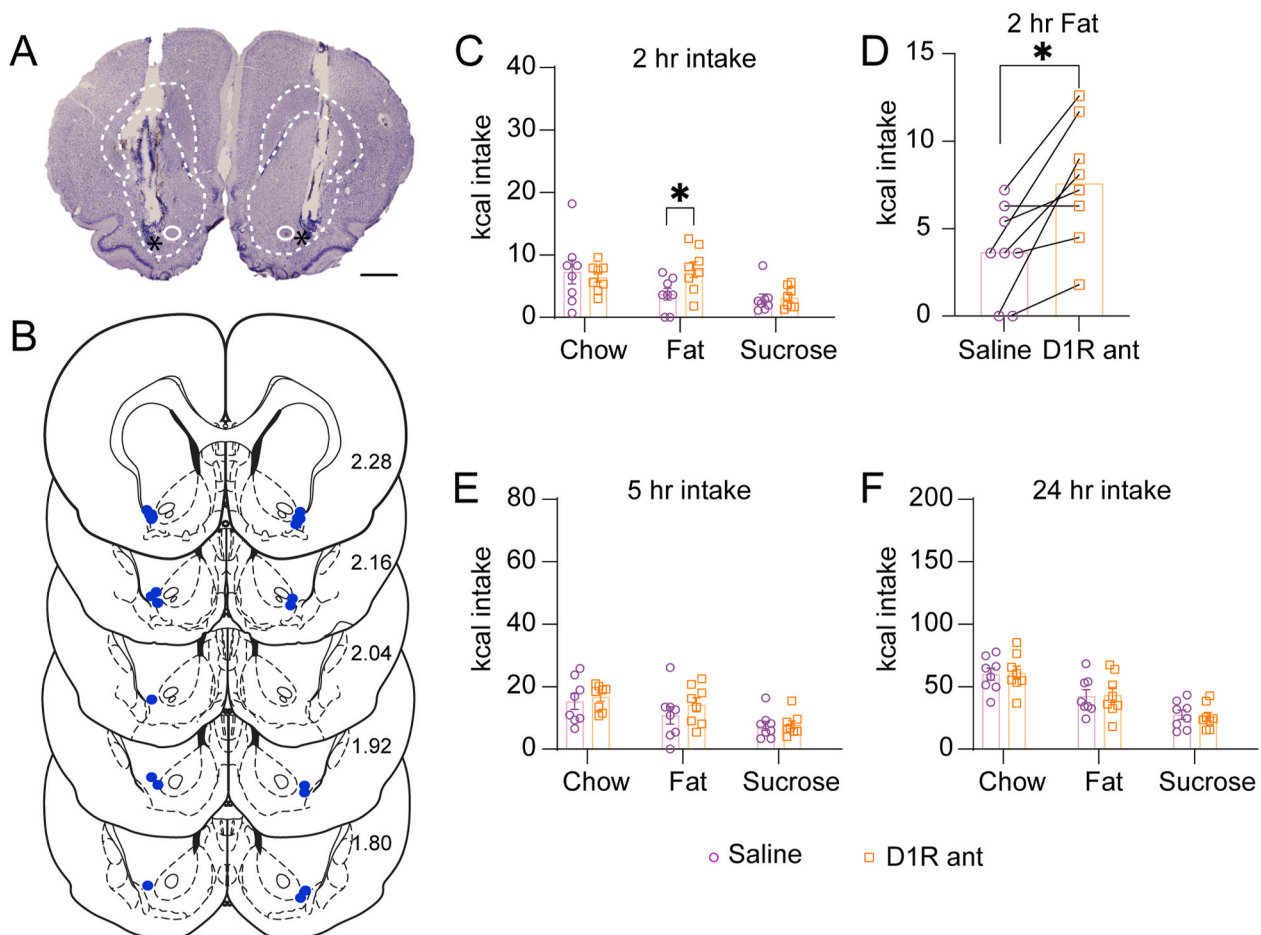 A
B
2.28
2.16
2.04
1.92
1.80
C
2 hr intake
kcal intake
40
30
20
10
0
*
Chow Fat Sucrose
D
2 hr Fat
kcal intake
15
10
5
0
*
Saline D1R ant
E
5 hr intake
kcal intake
80
60
40
20
0
Chow Fat Sucrose
F
24 hr intake
kcal intake
200
150
100
50
0
Chow Fat Sucrose
Saline D1R ant